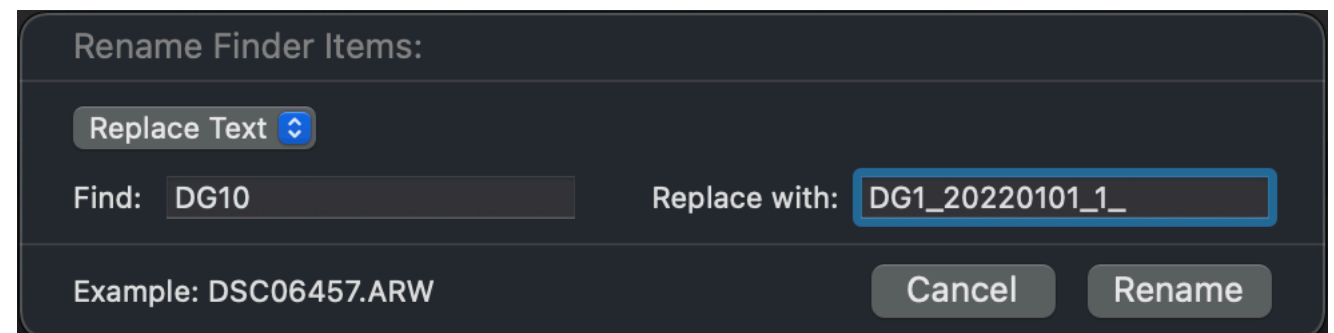 Rename Finder Items:
Replace Text
Find: DG10 Replace with: DG1_20220101_1_
Example: DSC06457.ARW Cancel Rename